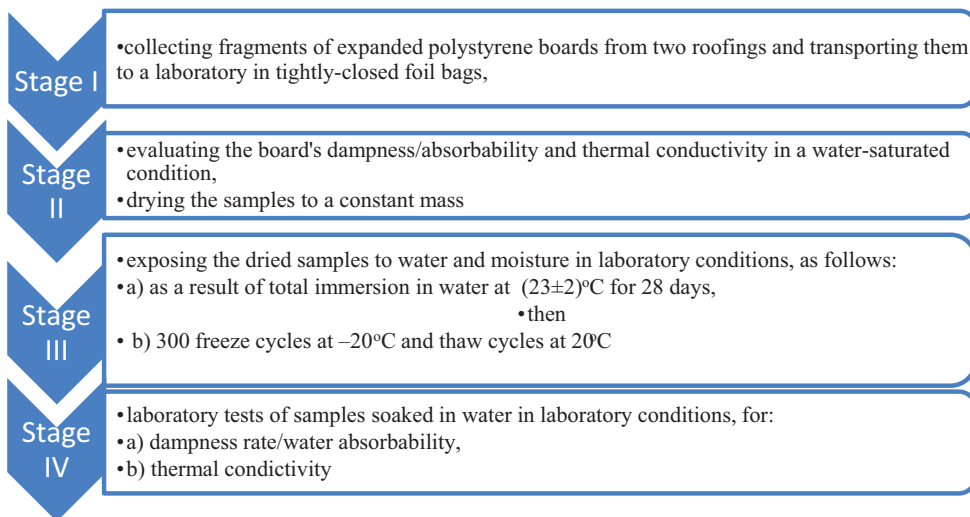 Stage I
•collecting fragments of expanded polystyrene boards from two roofings and transporting them
to a laboratory in tightly-closed foil bags,
Stage
II
•evaluating the board's dampness/absorbability and thermal conductivity in a water-saturated
condition,
•drying the samples to a constant mass
Stage
III
•exposing the dried samples to water and moisture in laboratory conditions, as follows:
•a) as a result of total immersion in water at (23±2)°C for 28 days,
•then
• b) 300 freeze cycles at –20°C and thaw cycles at 20°C
Stage
IV
•laboratory tests of samples soaked in water in laboratory conditions, for:
•a) dampness rate/water absorbability,
•b) thermal condictivity